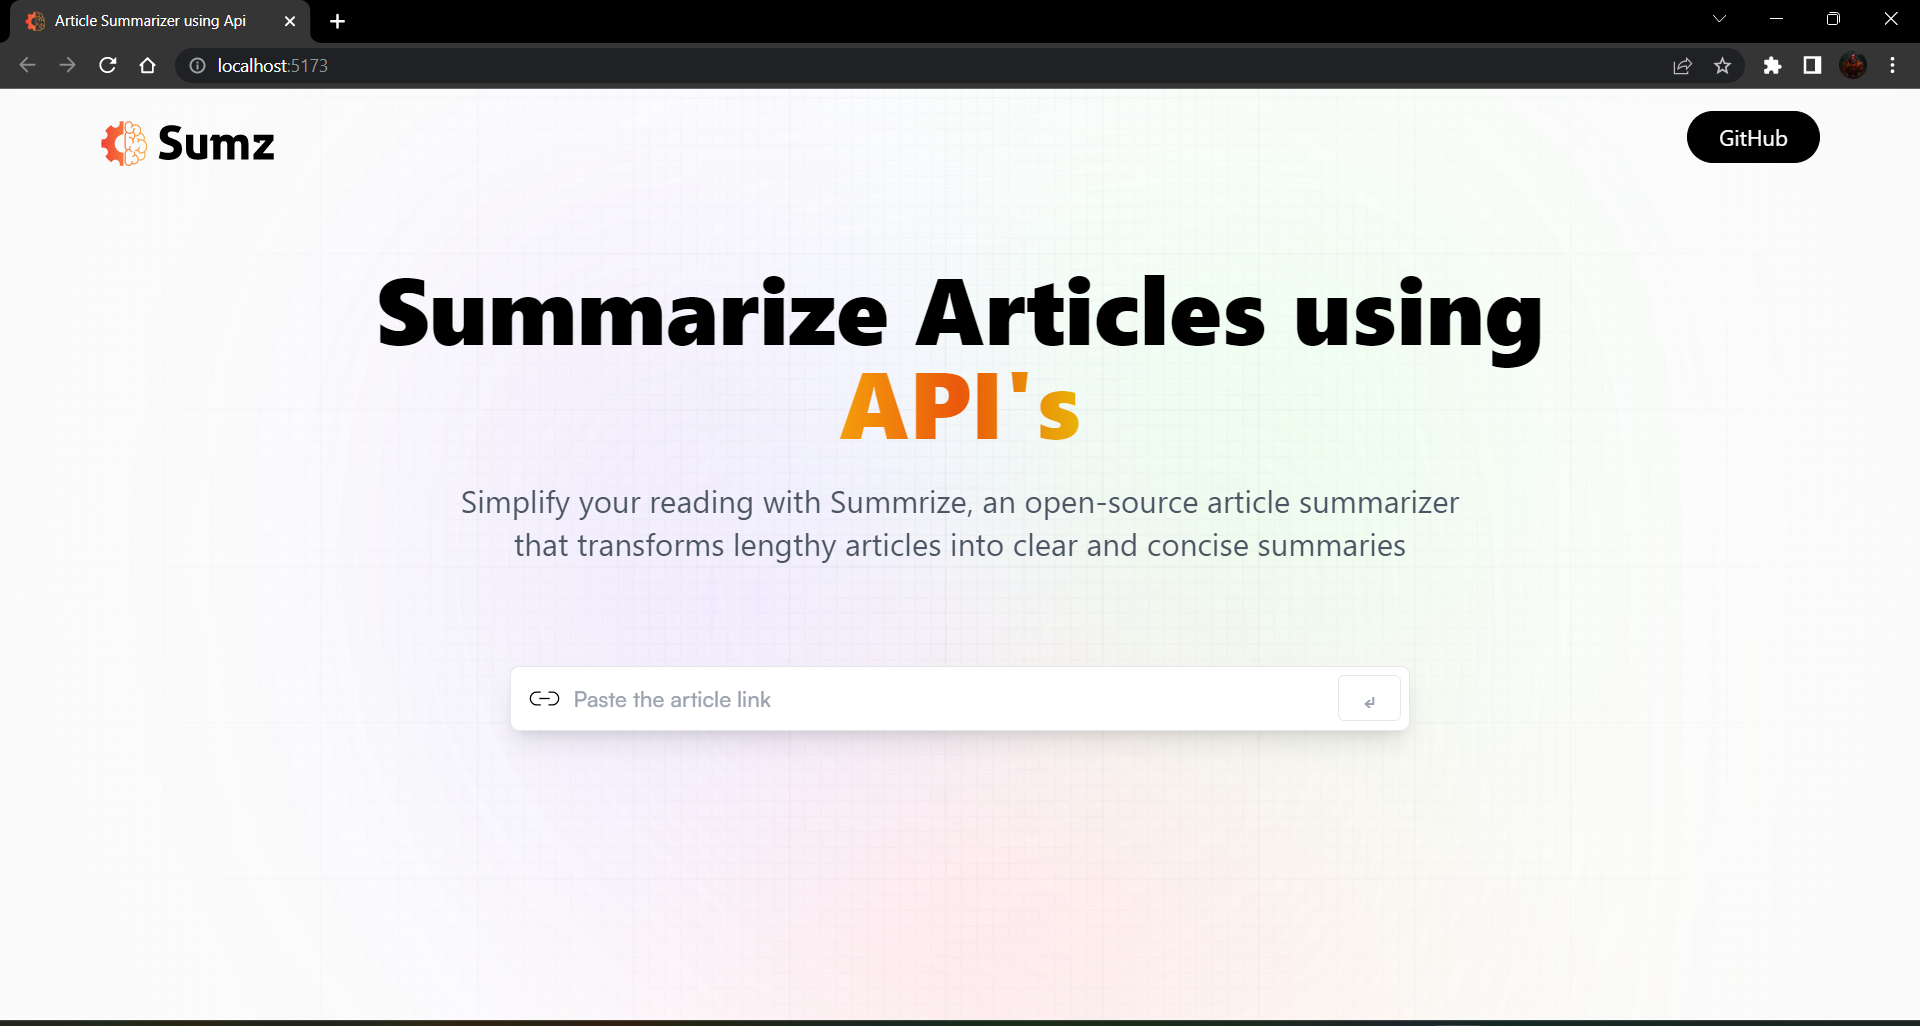 Article Summarizer using Api
localhost:5173
Sumz
GitHub
Summarize Articles using
API's
Simplify your reading with Summrize, an open-source article summarizer
that transforms lengthy articles into clear and concise summaries
Paste the article link
↵